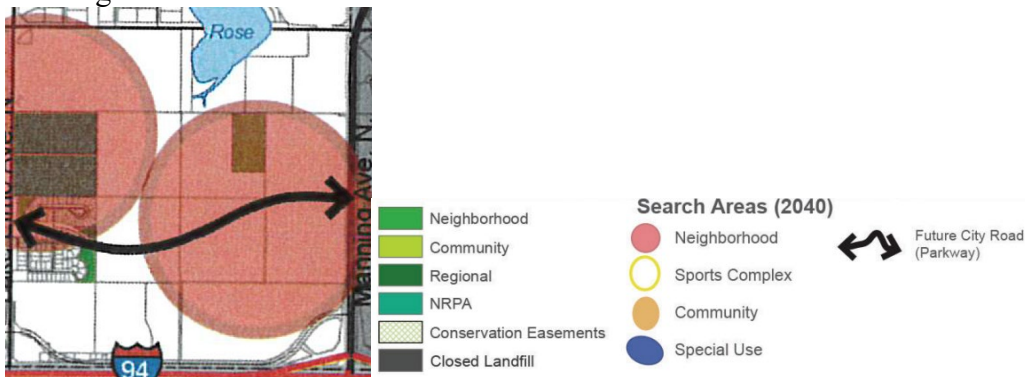 Rose
Ave. N.
Manning Ave. N.
94
Neighborhood
Community
Regional
NRPA
Conservation Easements
Closed Landfill
Search Areas (2040)
Neighborhood
Sports Complex
Community
Special Use
Future City Road
(Parkway)